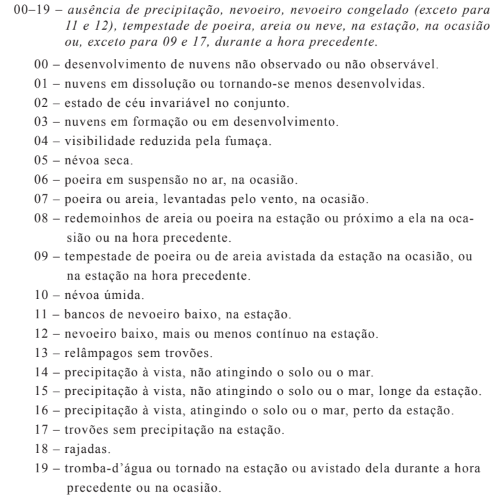 00–19 – ausência de precipitação, nevoeiro, nevoeiro congelado (exceto para
11 e 12), tempestade de poeira, areia ou neve, na estação, na ocasião
ou, exceto para 09 e 17, durante a hora precedente.
00 – desenvolvimento de nuvens não observado ou não observável.
01 – nuvens em dissolução ou tornando-se menos desenvolvidas.
02 – estado de céu invariável no conjunto.
03 – nuvens em formação ou em desenvolvimento.
04 – visibilidade reduzida pela fumaça.
05 – névoa seca.
06 – poeira em suspensão no ar, na ocasião.
07 – poeira ou areia, levantadas pelo vento, na ocasião.
08 – redemoinhos de areia ou poeira na estação ou próximo a ela na oca-
sião ou na hora precedente.
09 – tempestade de poeira ou de areia avistada da estação na ocasião, ou
na estação na hora precedente.
10 – névoa úmida.
11 – bancos de nevoeiro baixo, na estação.
12 – nevoeiro baixo, mais ou menos contínuo na estação.
13 – relâmpagos sem trovões.
14 – precipitação à vista, não atingindo o solo ou o mar.
15 – precipitação à vista, não atingindo o solo ou o mar, longe da estação.
16 – precipitação à vista, atingindo o solo ou o mar, perto da estação.
17 – trovões sem precipitação na estação.
18 – rajadas.
19 – tromba-d’água ou tornado na estação ou avistado dela durante a hora
precedente ou na ocasião.